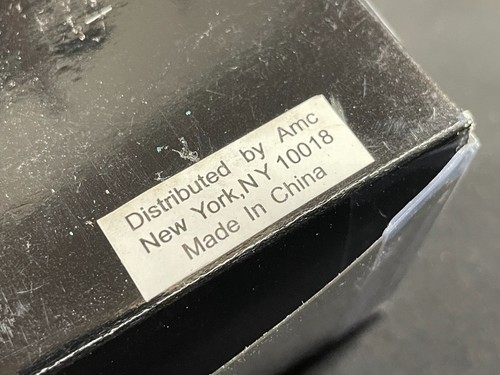 Distributed by Amc
New York,NY 10018
Made In China